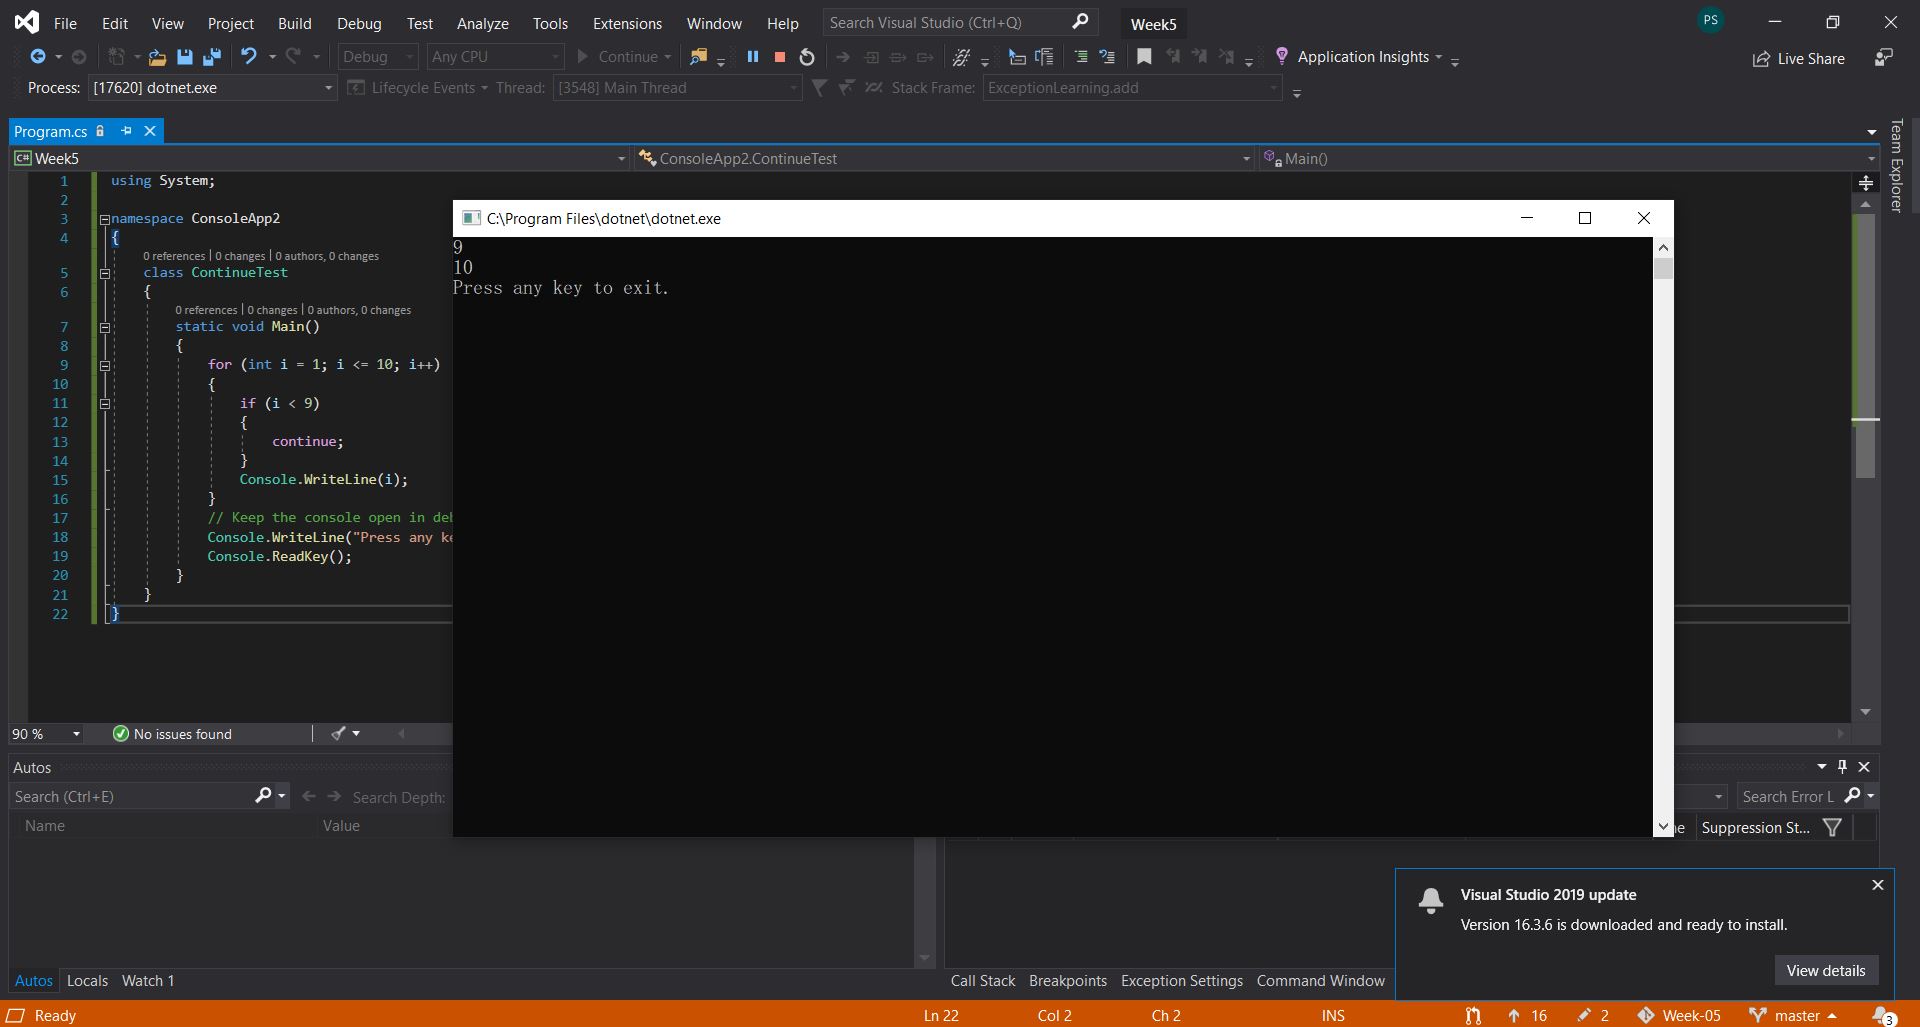 File Edit View Project Build Debug Test Analyze Tools Extensions Window Help Search Visual Studio (Ctrl+Q) Week5 PS
Debug Any CPU Continue Application Insights Live Share
Process: [17620] dotnet.exe Lifecycle Events Thread: [3548] Main Thread Stack Frame: ExceptionLearning.add
Program.cs
Team Explorer
C# Week5 ConsoleApp2.ContinueTest Main()
1 using System;
2
3 namespace ConsoleApp2
4 {
0 references | 0 changes | 0 authors, 0 changes
5 class ContinueTest
6 {
0 references | 0 changes | 0 authors, 0 changes
7 static void Main()
8 {
9 for (int i = 1; i <= 10; i++)
10 {
11 if (i < 9)
12 {
13 continue;
14 }
15 Console.WriteLine(i);
16 }
17 // Keep the console open in
18 Console.WriteLine("Press any
19 Console.ReadKey();
20 }
21 }
22 }
C:\Program Files\dotnet\dotnet.exe
9
10
Press any key to exit.
90 % No issues found
Autos
Search (Ctrl+E) Search Depth:
Name Value
Search Error L
Suppression St...
Visual Studio 2019 update
Version 16.3.6 is downloaded and ready to install.
View details
Autos Locals Watch 1
Call Stack Breakpoints Exception Settings Command Window
Ready Ln 22 Col 2 Ch 2 INS 16 2 Week-05 master 3